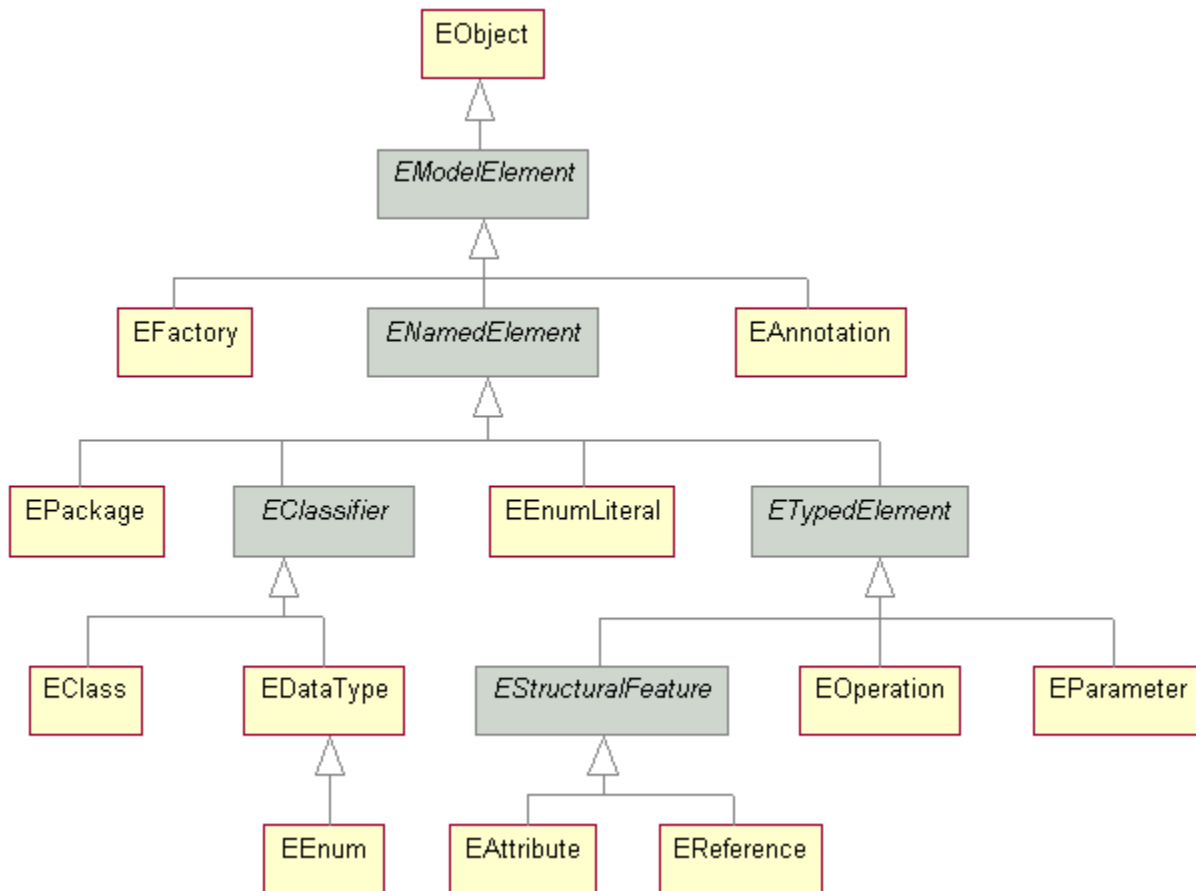 EObject
EModelElement
EFactory
ENamedElement
EAnnotation
EPackage
EClassifier
EEnumLiteral
ETypedElement
EClass
EDataType
EStructuralFeature
EOperation
EParameter
EEnum
EAttribute
EReference